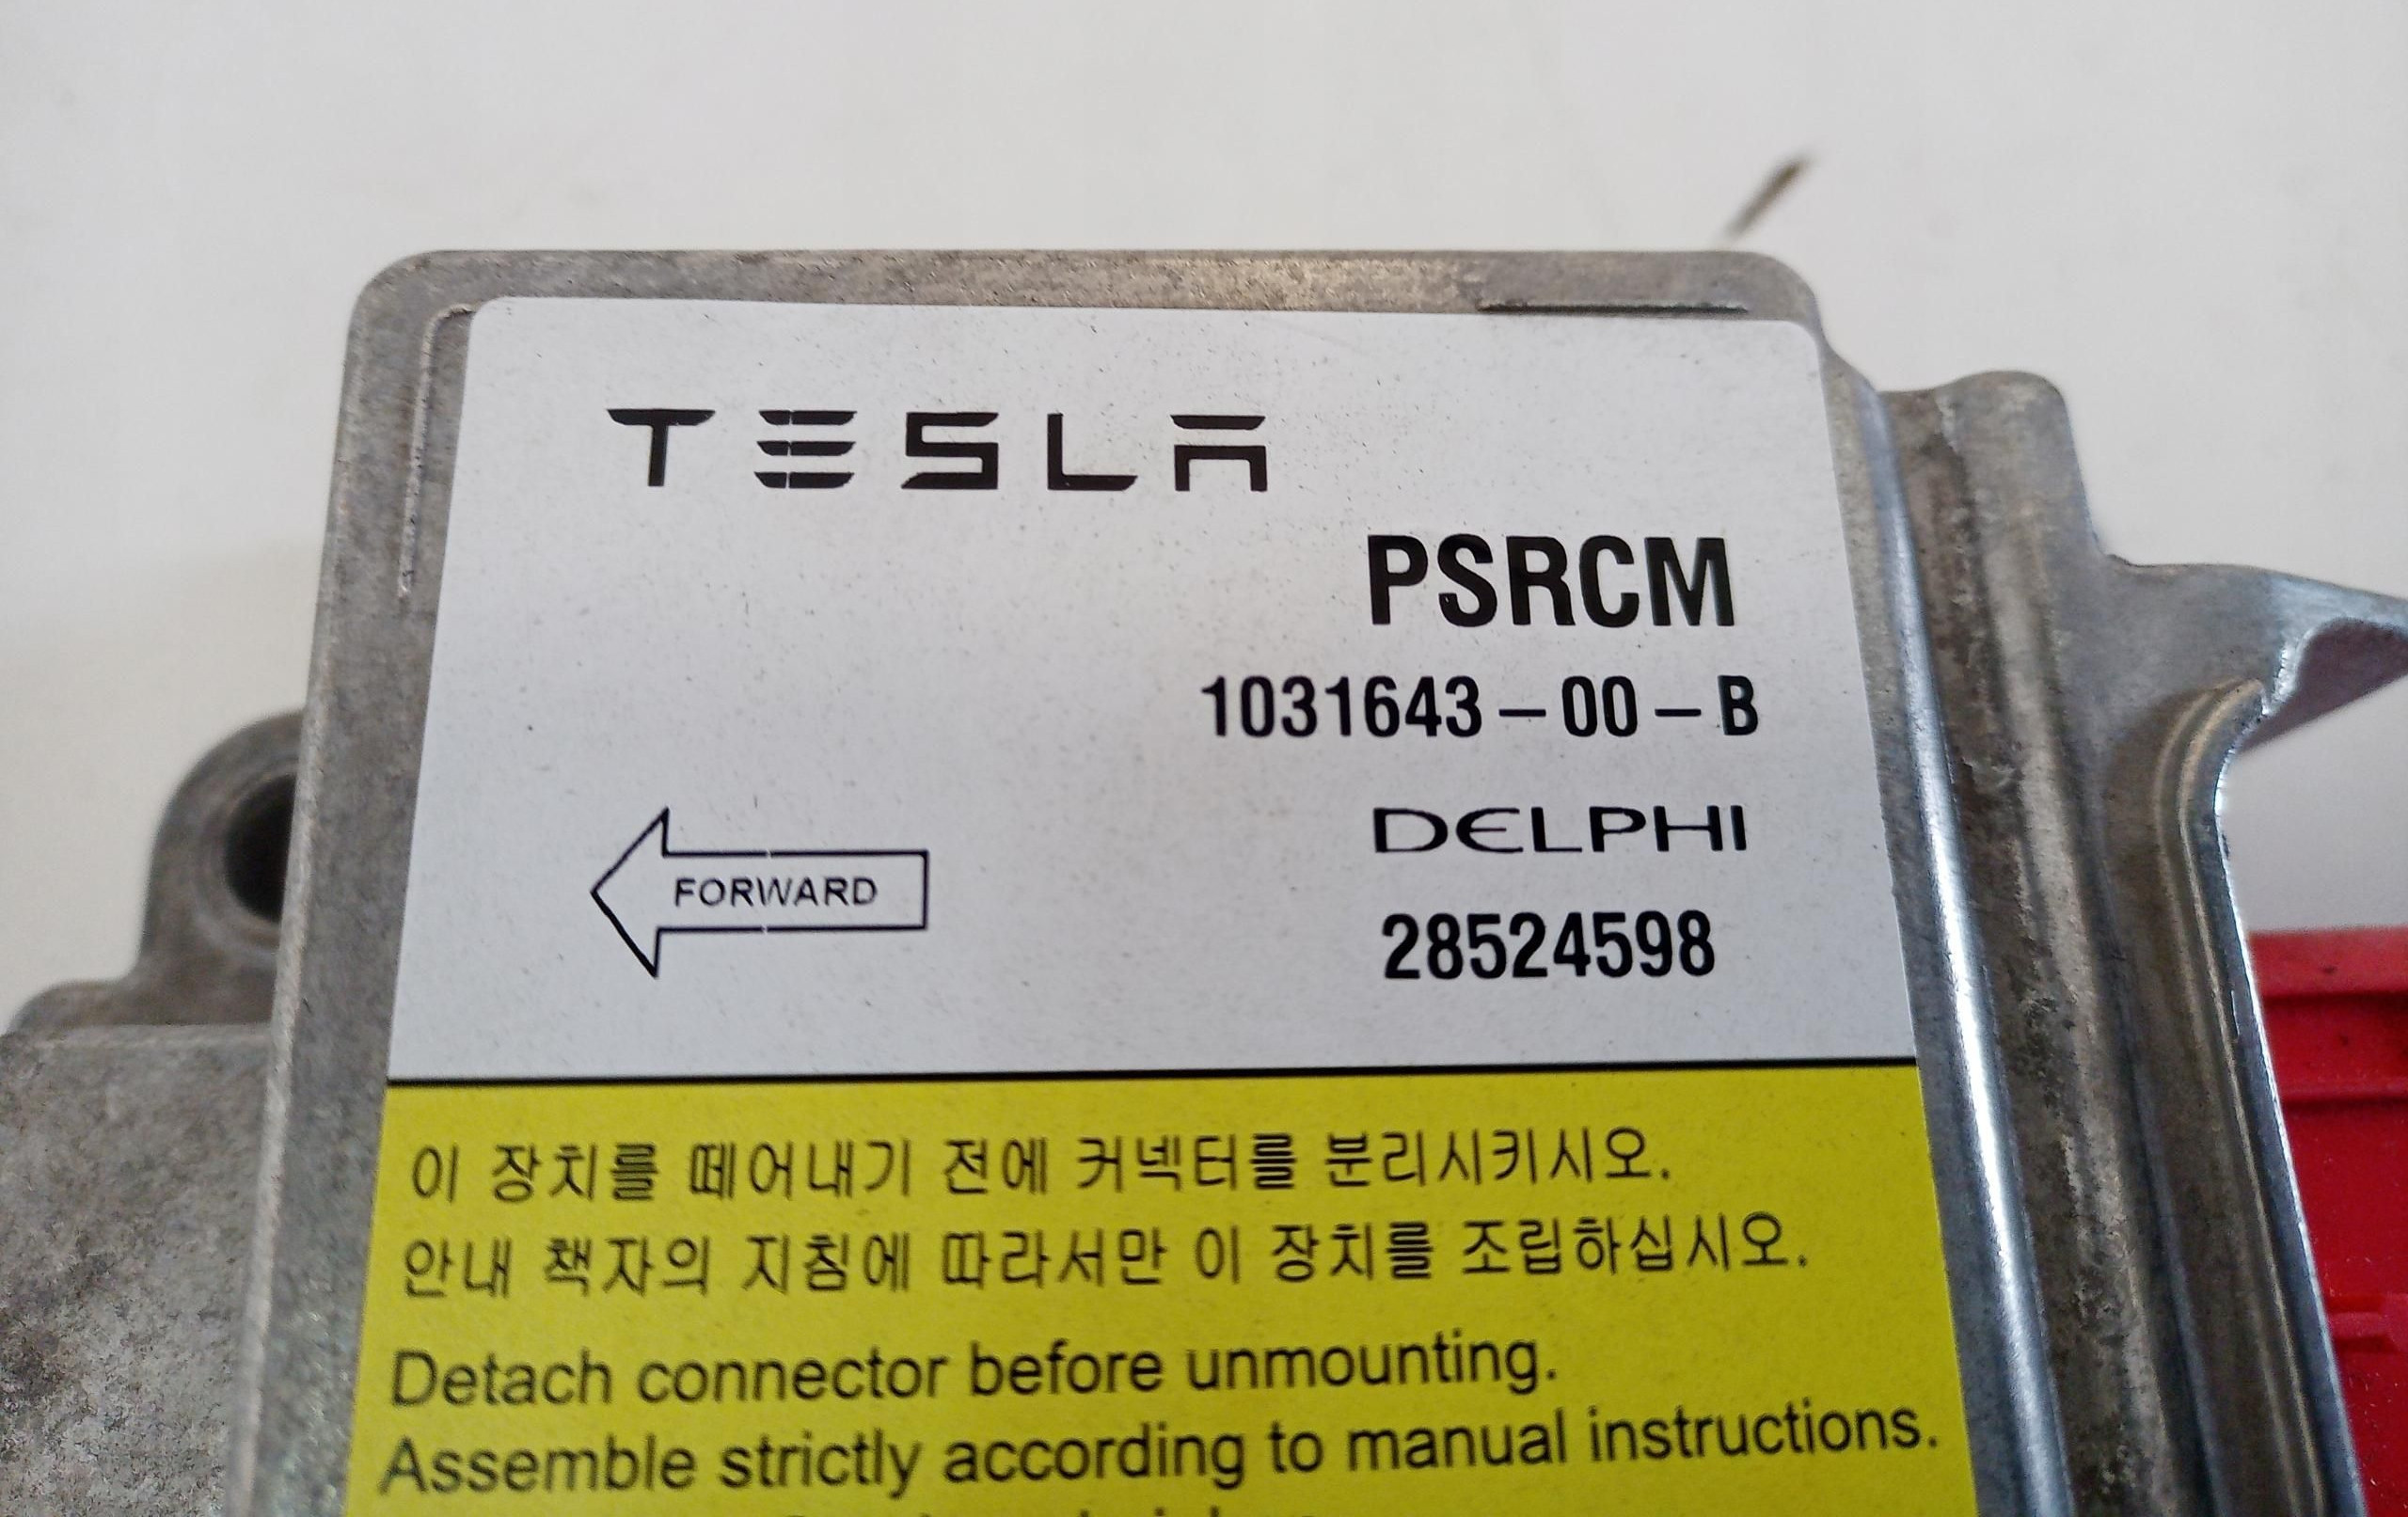 TESLA
PSRCM
1031643-00-B
DELPHI
FORWARD
28524598
이 장치를 떼어내기 전에 커넥터를 분리시키시오.
안내 책자의 지침에 따라서만 이 장치를 조립하십시오.
Detach connector before unmounting.
Assemble strictly according to manual instructions.